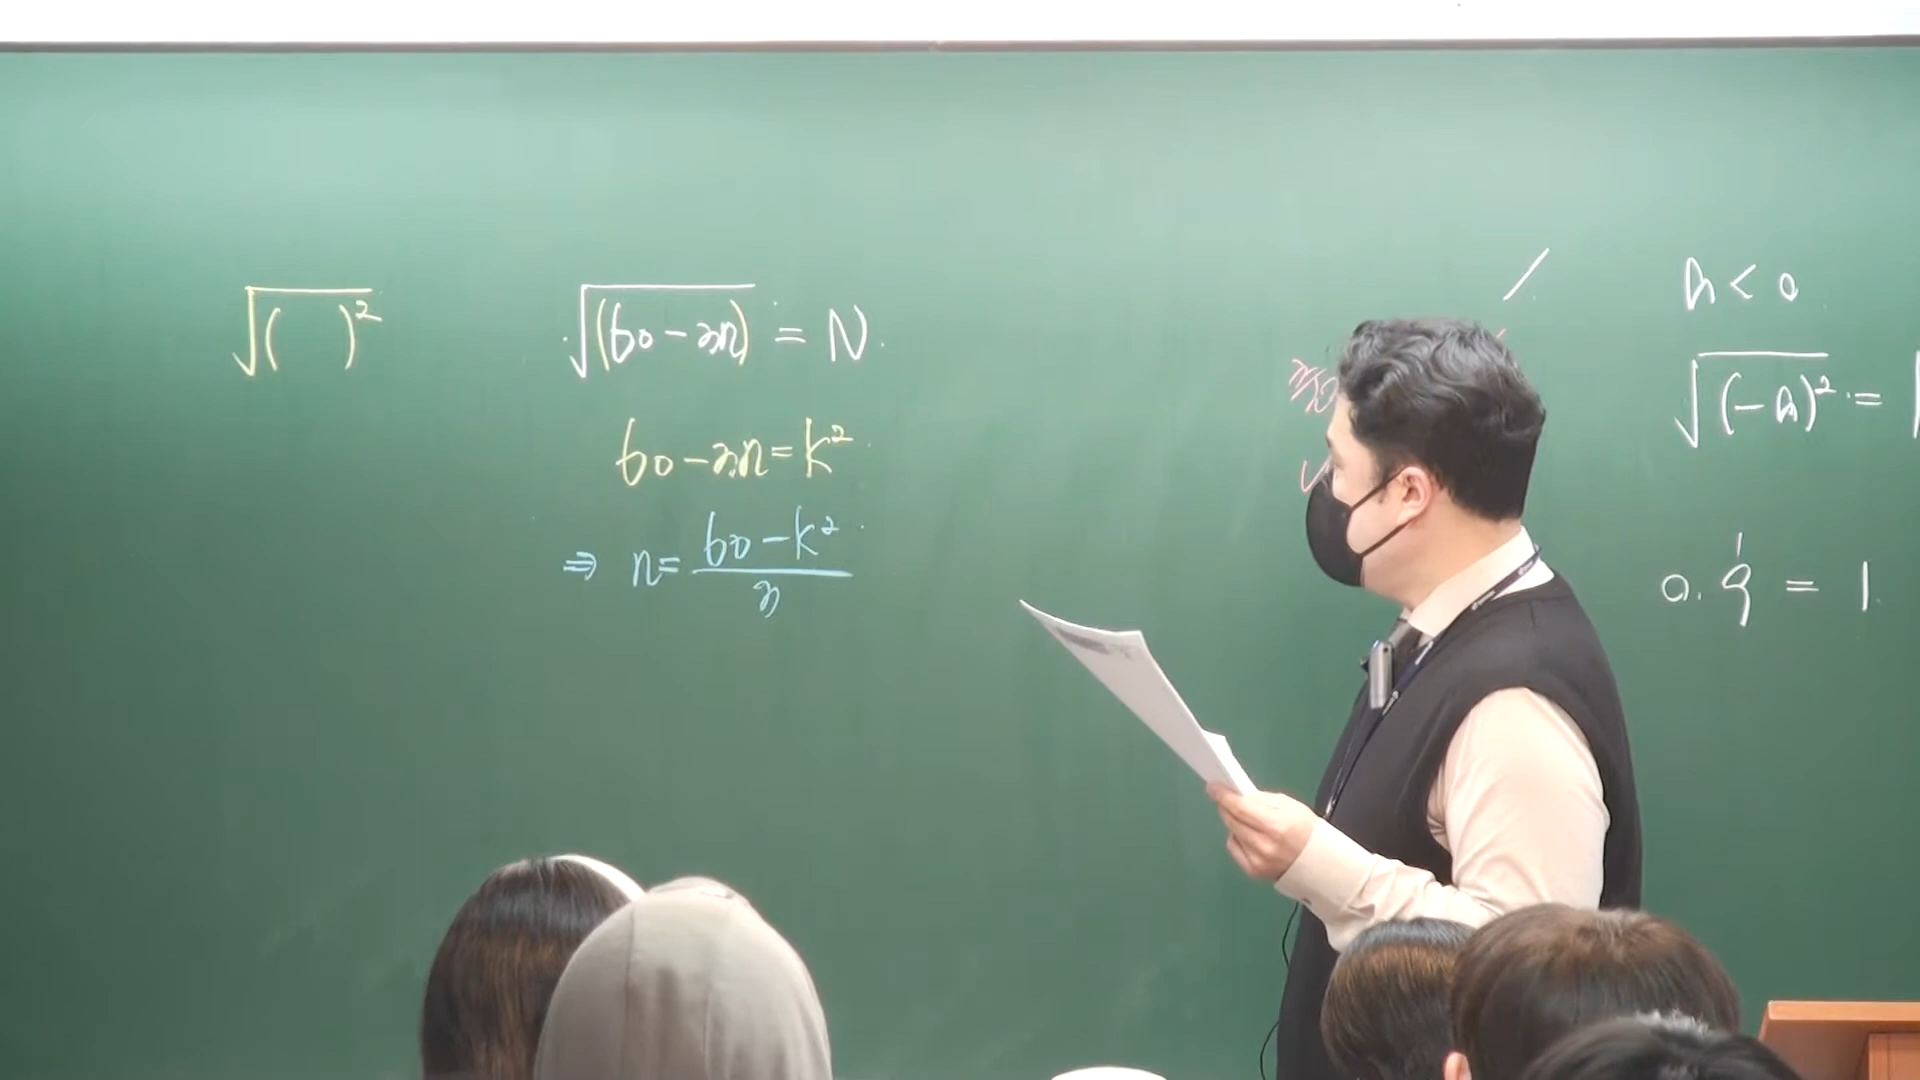 √( )²
√(60-3n) = N.
60-3n=k²
⇒ n= (60-k²)/3
n<0
√(-a)² =
0.9̇ = 1.